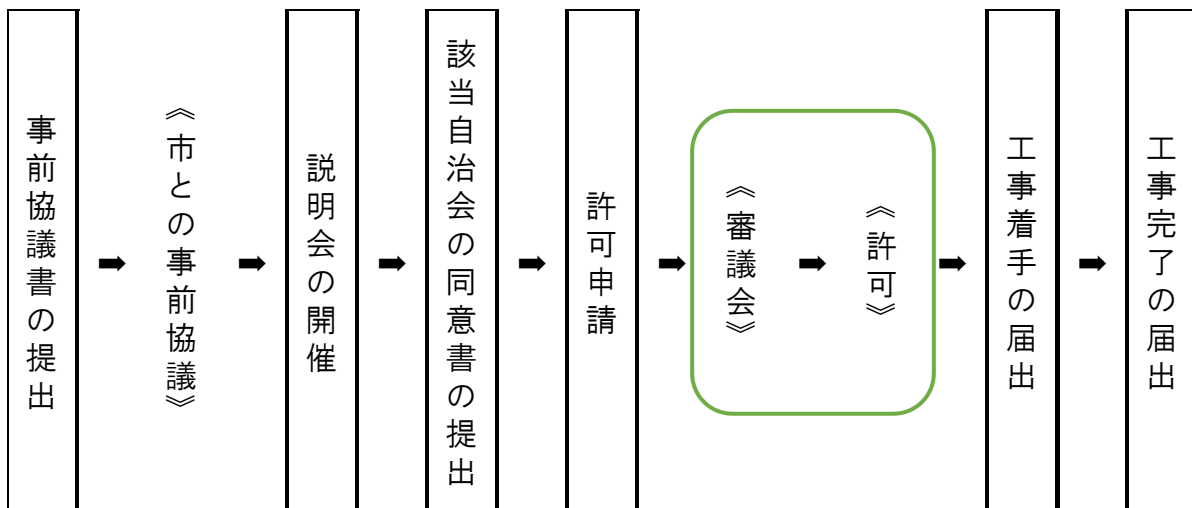 事前協議書の提出
➡
《市との事前協議》
➡
説明会の開催
➡
該当自治会の同意書の提出
➡
許可申請
➡
《審議会》
➡
《許可》
➡
工事着手の届出
➡
工事完了の届出